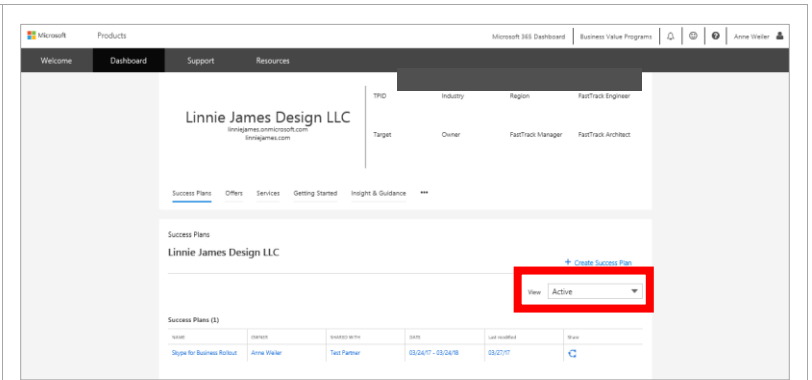 Microsoft Products Microsoft 365 Dashboard Business Value Programs Anne Weiler
Welcome Dashboard Support Resources
TPID Industry Region FastTrack Engineer
Linnie James Design LLC
linniejames.onmicrosoft.com
linniejames.com
Target Owner FastTrack Manager FastTrack Architect
Success Plans Offers Services Getting Started Insight & Guidance •••
Success Plans
Linnie James Design LLC
+ Create Success Plan
View Active
Success Plans (1)
NAME OWNER SHARED WITH DATE Last modified Share
Skype for Business Rollout Anne Weiler Test Partner 03/24/17 - 03/24/18 03/27/17